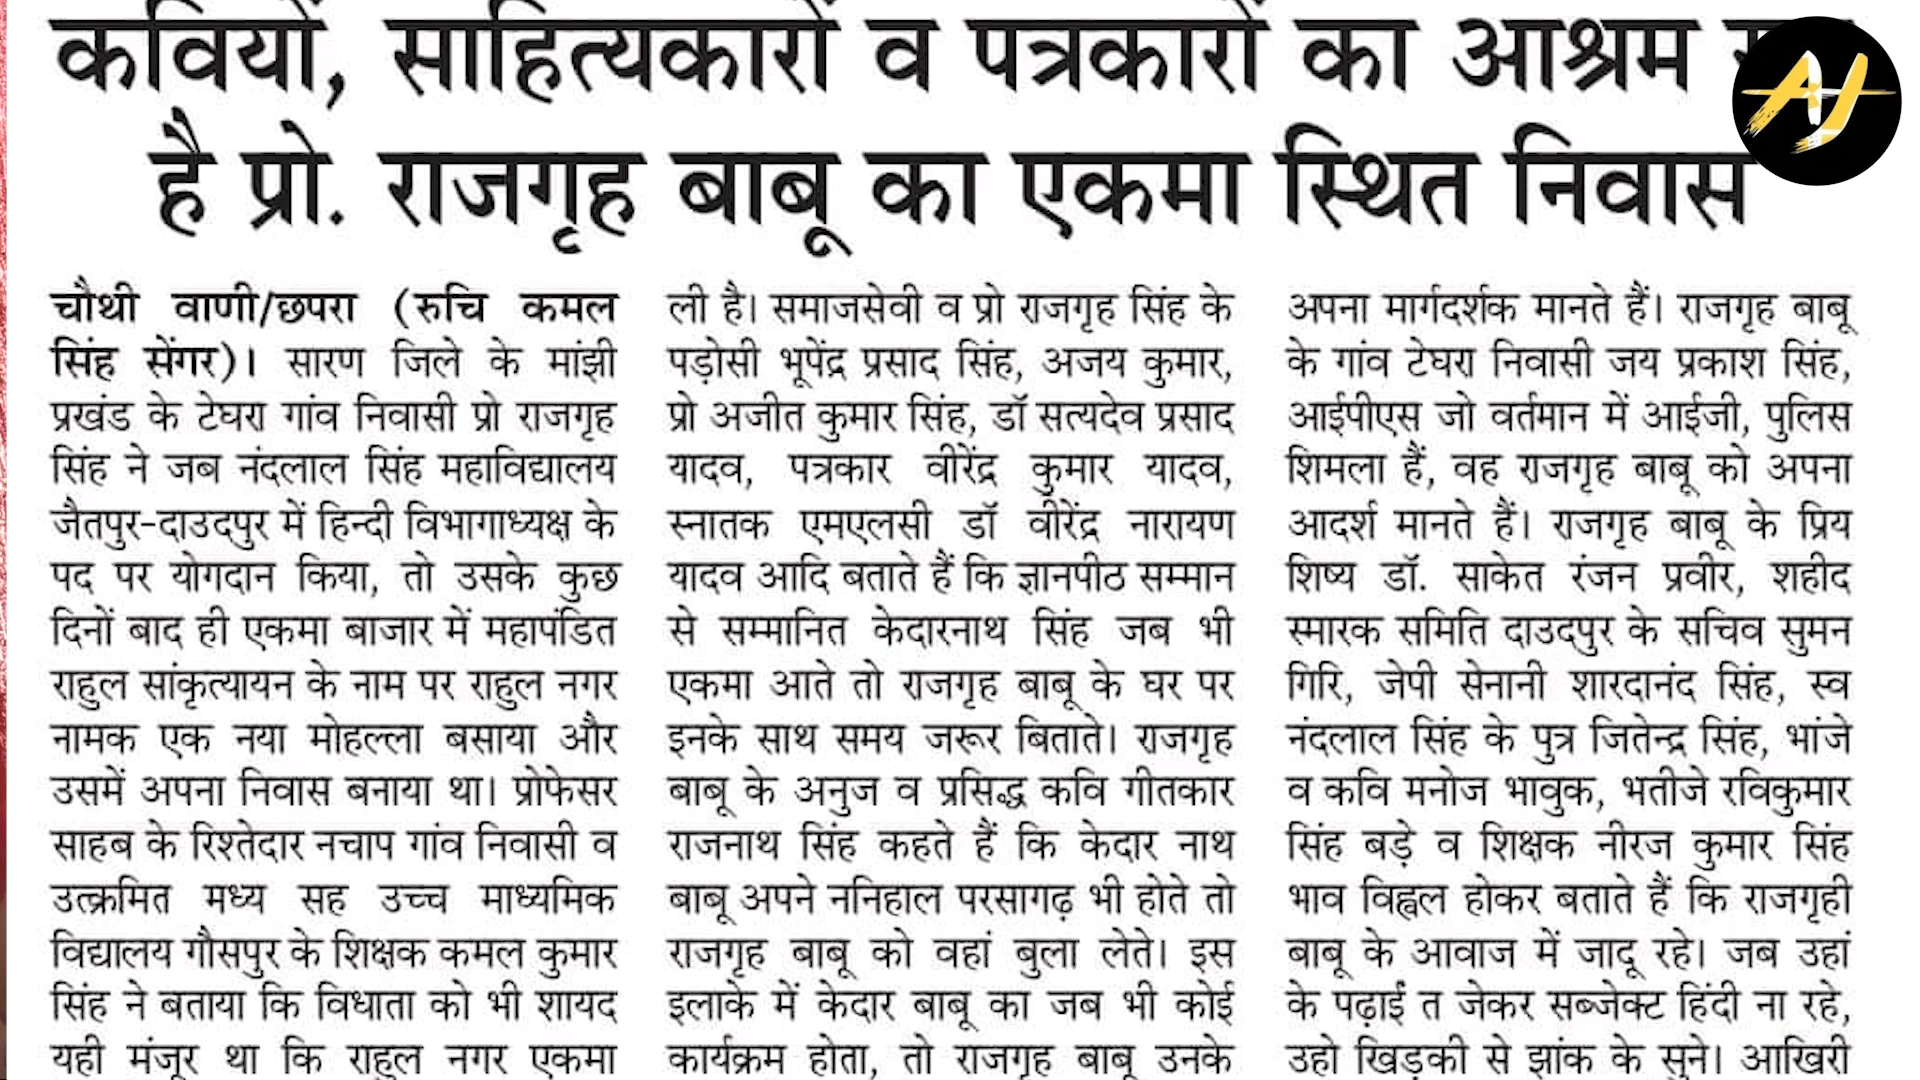 कवियों, साहित्यकारों व पत्रकारों का आश्रम
है प्रो. राजगृह बाबू का एकमा स्थित निवास
चौथी वाणी/छपरा (रुचि कमल
सिंह सेंगर)। सारण जिले के मांझी
प्रखंड के टेघरा गांव निवासी प्रो राजगृह
सिंह ने जब नंदलाल सिंह महाविद्यालय
जैतपुर-दाउदपुर में हिन्दी विभागाध्यक्ष के
पद पर योगदान किया, तो उसके कुछ
दिनों बाद ही एकमा बाजार में महापंडित
राहुल सांकृत्यायन के नाम पर राहुल नगर
नामक एक नया मोहल्ला बसाया और
उसमें अपना निवास बनाया था। प्रोफेसर
साहब के रिश्तेदार नचाप गांव निवासी व
उत्क्रमित मध्य सह उच्च माध्यमिक
विद्यालय गौसपुर के शिक्षक कमल कुमार
सिंह ने बताया कि विधाता को भी शायद
यही मंजूर था कि राहुल नगर एकमा
ली है। समाजसेवी व प्रो राजगृह सिंह के
पड़ोसी भूपेंद्र प्रसाद सिंह, अजय कुमार,
प्रो अजीत कुमार सिंह, डॉ सत्यदेव प्रसाद
यादव, पत्रकार वीरेंद्र कुमार यादव,
स्नातक एमएलसी डॉ वीरेंद्र नारायण
यादव आदि बताते हैं कि ज्ञानपीठ सम्मान
से सम्मानित केदारनाथ सिंह जब भी
एकमा आते तो राजगृह बाबू के घर पर
इनके साथ समय जरूर बिताते। राजगृह
बाबू के अनुज व प्रसिद्ध कवि गीतकार
राजनाथ सिंह कहते हैं कि केदार नाथ
बाबू अपने ननिहाल परसागढ़ भी होते तो
राजगृह बाबू को वहां बुला लेते। इस
इलाके में केदार बाबू का जब भी कोई
कार्यक्रम होता, तो राजगृह बाबू उनके
अपना मार्गदर्शक मानते हैं। राजगृह बाबू
के गांव टेघरा निवासी जय प्रकाश सिंह,
आईपीएस जो वर्तमान में आईजी, पुलिस
शिमला हैं, वह राजगृह बाबू को अपना
आदर्श मानते हैं। राजगृह बाबू के प्रिय
शिष्य डॉ. साकेत रंजन प्रवीर, शहीद
स्मारक समिति दाउदपुर के सचिव सुमन
गिरि, जेपी सेनानी शारदानंद सिंह, स्व
नंदलाल सिंह के पुत्र जितेन्द्र सिंह, भांजे
व कवि मनोज भावुक, भतीजे रविकुमार
सिंह बड़े व शिक्षक नीरज कुमार सिंह
भाव विह्वल होकर बताते हैं कि राजगृही
बाबू के आवाज में जादू रहे। जब उहां
के पढ़ाईं त जेकर सब्जेक्ट हिंदी ना रहे,
उहो खिड़की से झांक के सुने। आखिरी
AJ